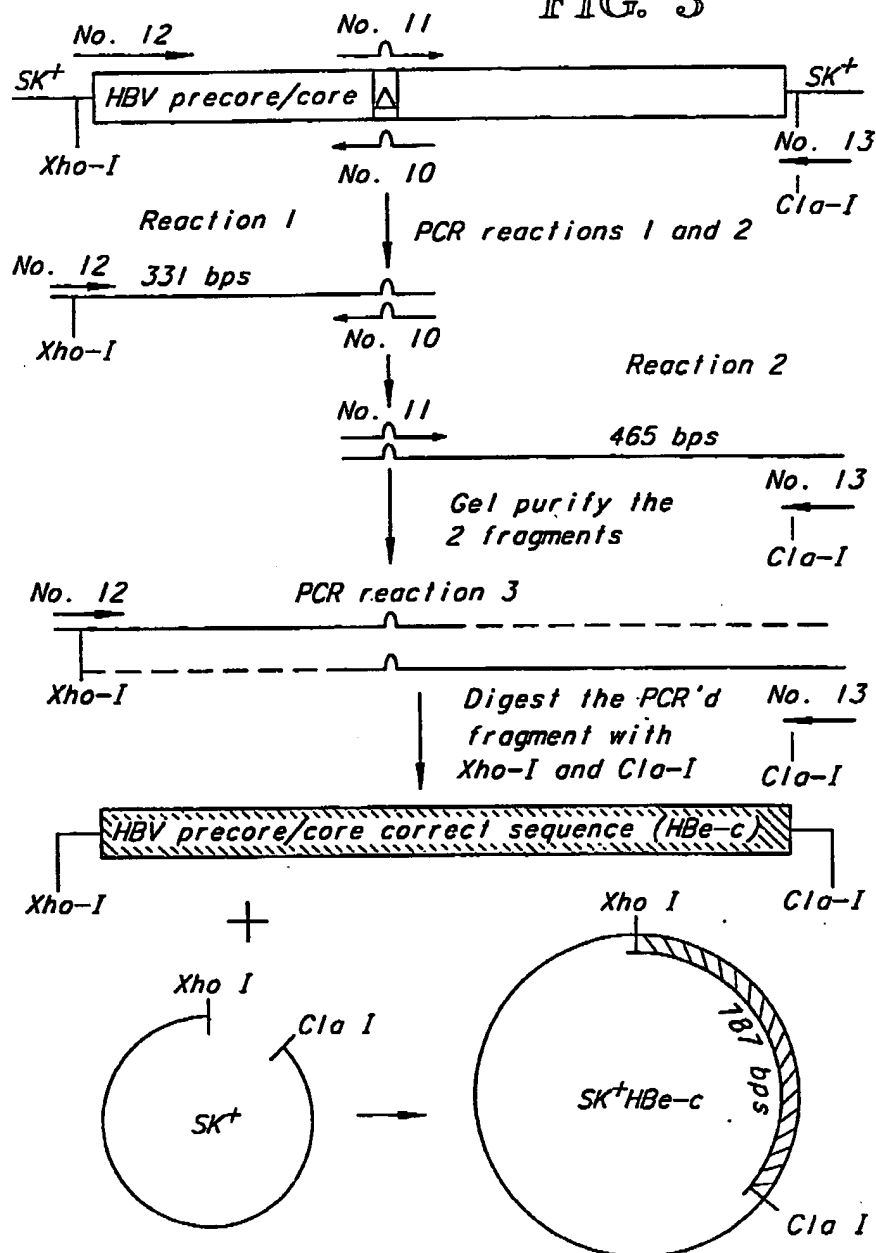 FIG. 3
No. 12
No. 11
SK+
HBV precore/core
Δ
SK+
Xho-I
No. 10
No. 13
Cla-I
Reaction 1
PCR reactions 1 and 2
No. 12
331 bps
Xho-I
No. 10
Reaction 2
No. 11
465 bps
No. 13
Gel purify the
2 fragments
Cla-I
No. 12
PCR reaction 3
Xho-I
Digest the PCR'd
fragment with
Xho-I and Cla-I
No. 13
Cla-I
HBV precore/core correct sequence (HBe-c)
Xho-I
Cla-I
+
Xho I
Cla I
SK+
Xho I
787 bps
SK+HBe-c
Cla I